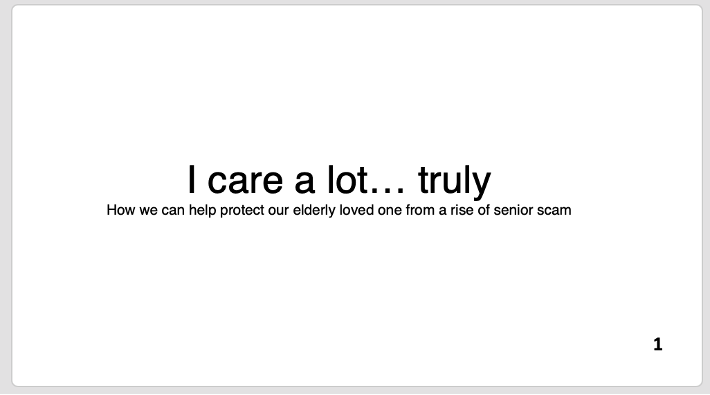 I care a lot… truly
How we can help protect our elderly loved one from a rise of senior scam
1